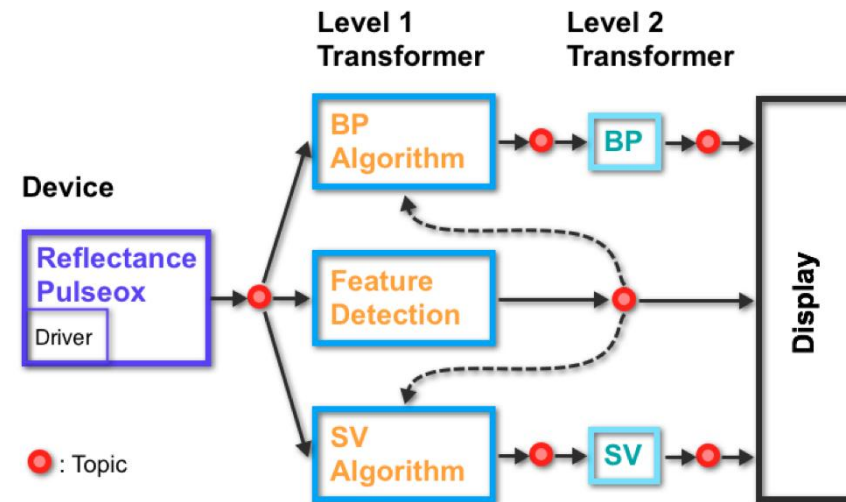 Level 1
Transformer
Level 2
Transformer
BP
Algorithm
BP
Device
Reflectance
Pulseox
Driver
Feature
Detection
Display
SV
Algorithm
SV
: Topic